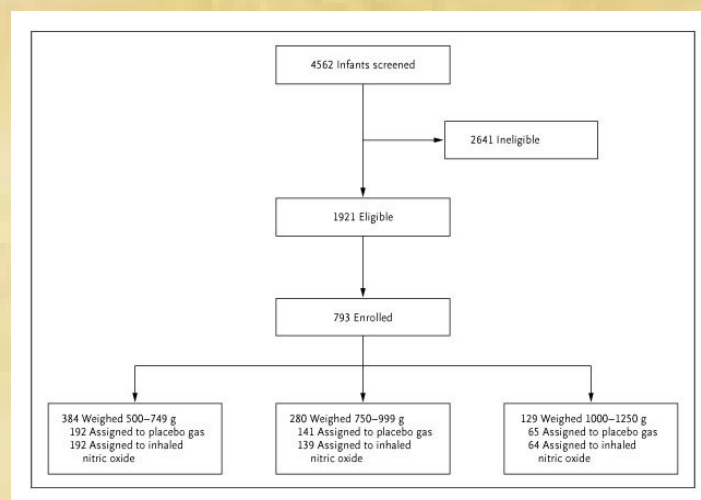 4562 Infants screened
2641 Ineligible
1921 Eligible
793 Enrolled
384 Weighed 500–749 g
192 Assigned to placebo gas
192 Assigned to inhaled
nitric oxide
280 Weighed 750–999 g
141 Assigned to placebo gas
139 Assigned to inhaled
nitric oxide
129 Weighed 1000–1250 g
65 Assigned to placebo gas
64 Assigned to inhaled
nitric oxide